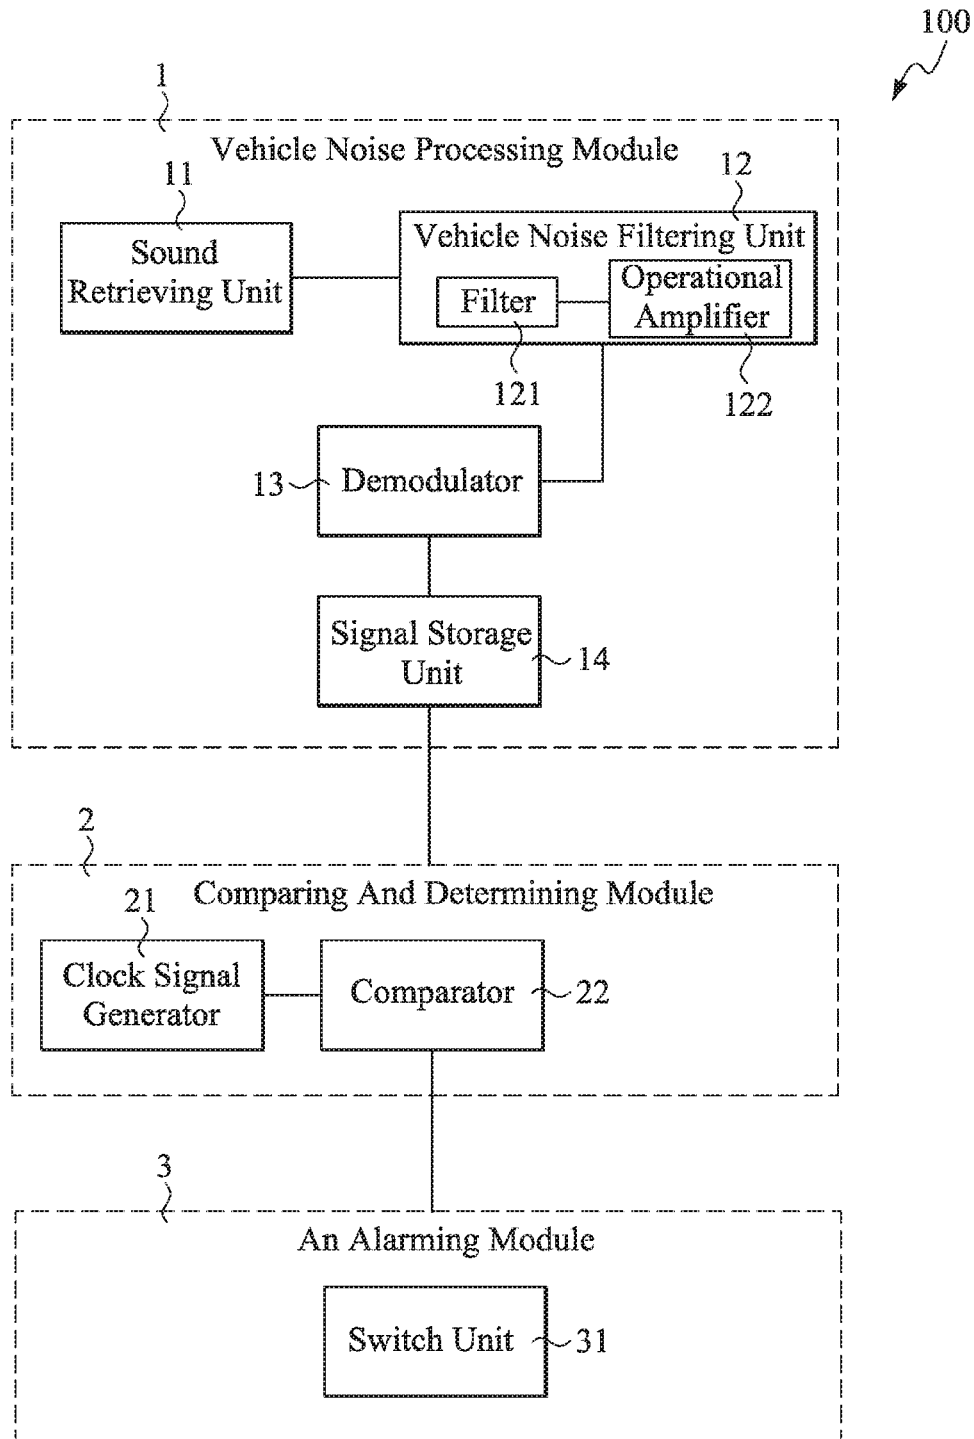 100
1
Vehicle Noise Processing Module
11
12
Sound
Retrieving Unit
Vehicle Noise Filtering Unit
Filter
Operational
Amplifier
121
122
13
Demodulator
Signal Storage
Unit
14
2
Comparing And Determining Module
21
Clock Signal
Generator
Comparator
22
3
An Alarming Module
Switch Unit
31